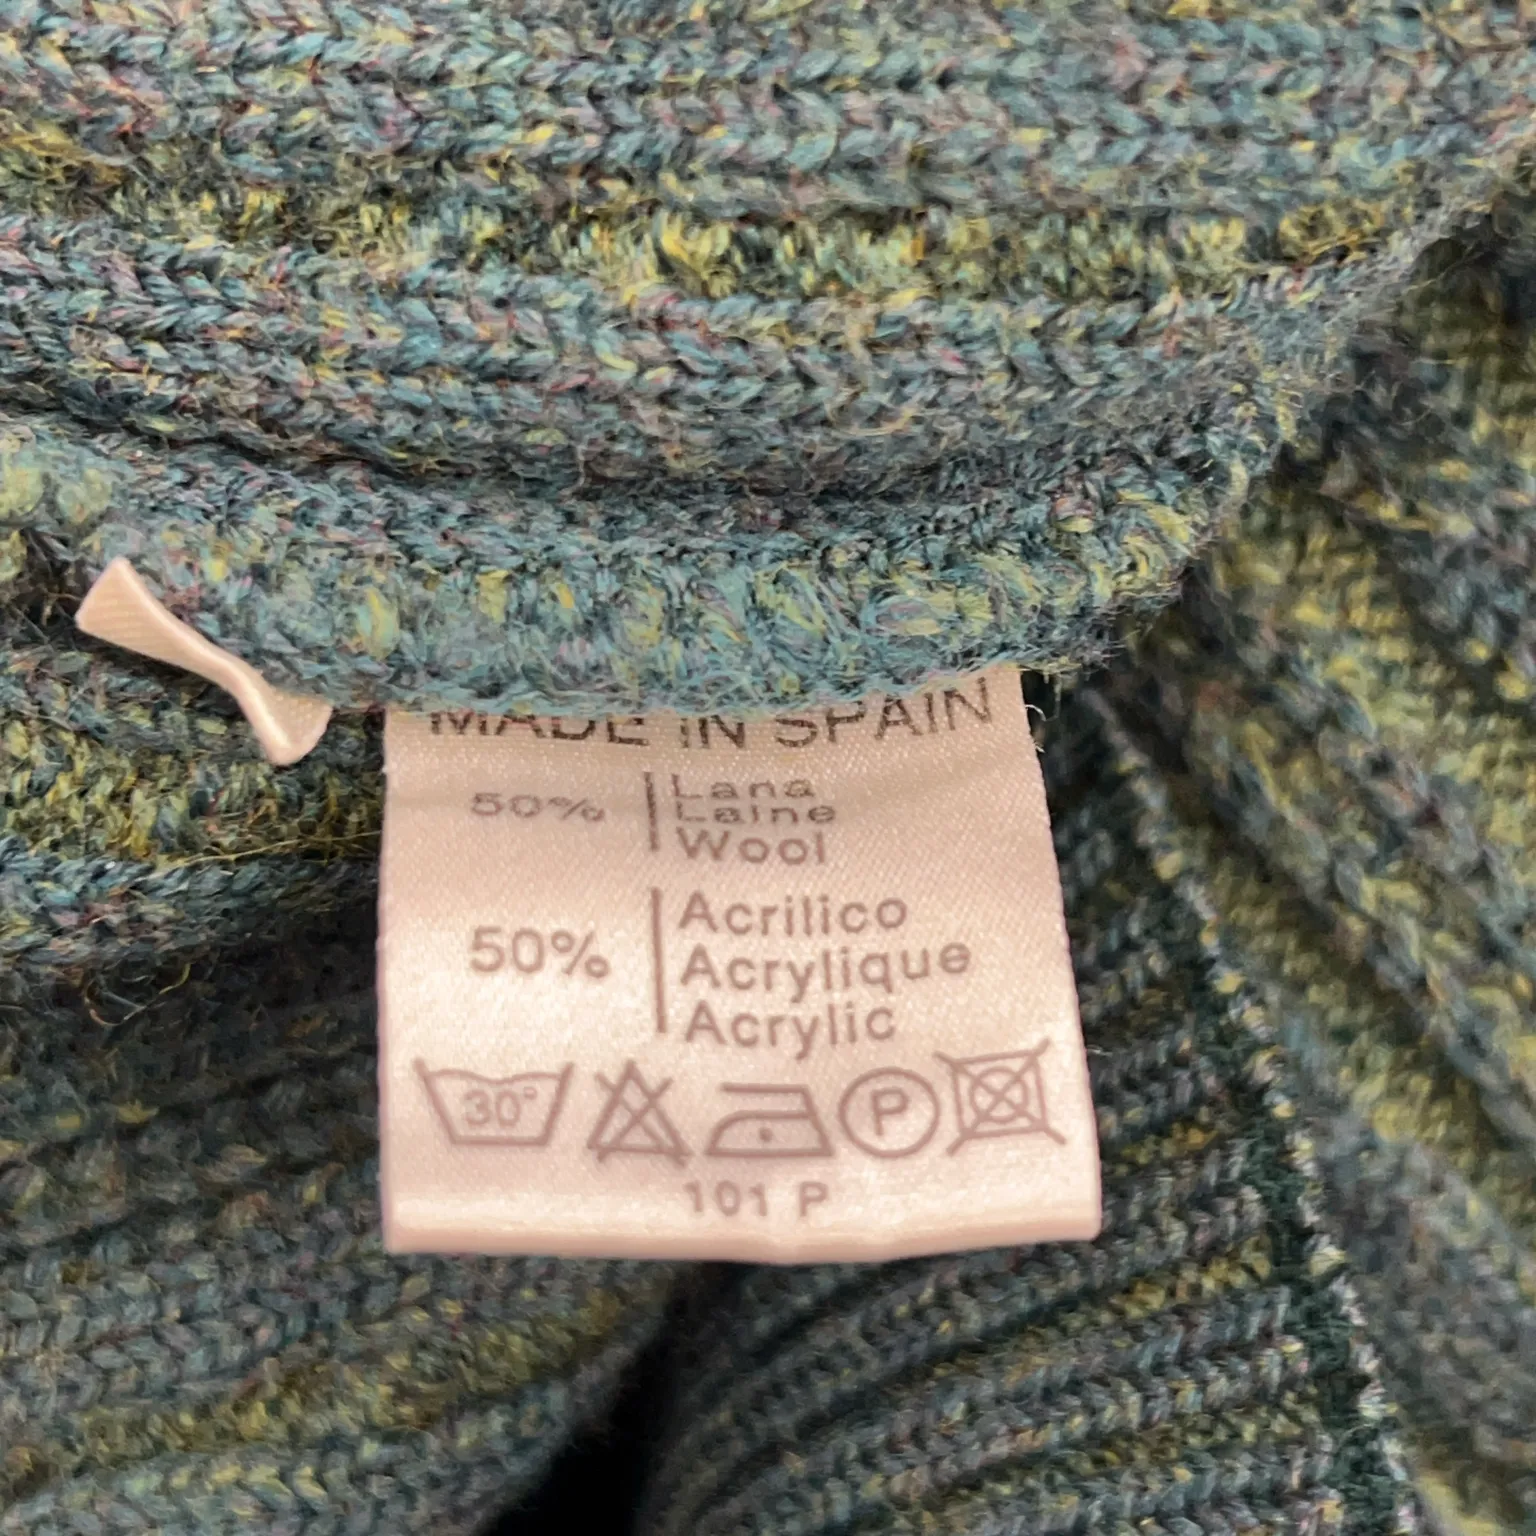 MADE IN SPAIN
50%
Lana
Laine
Wool
50%
Acrilico
Acrylique
Acrylic
30°
P
101 P